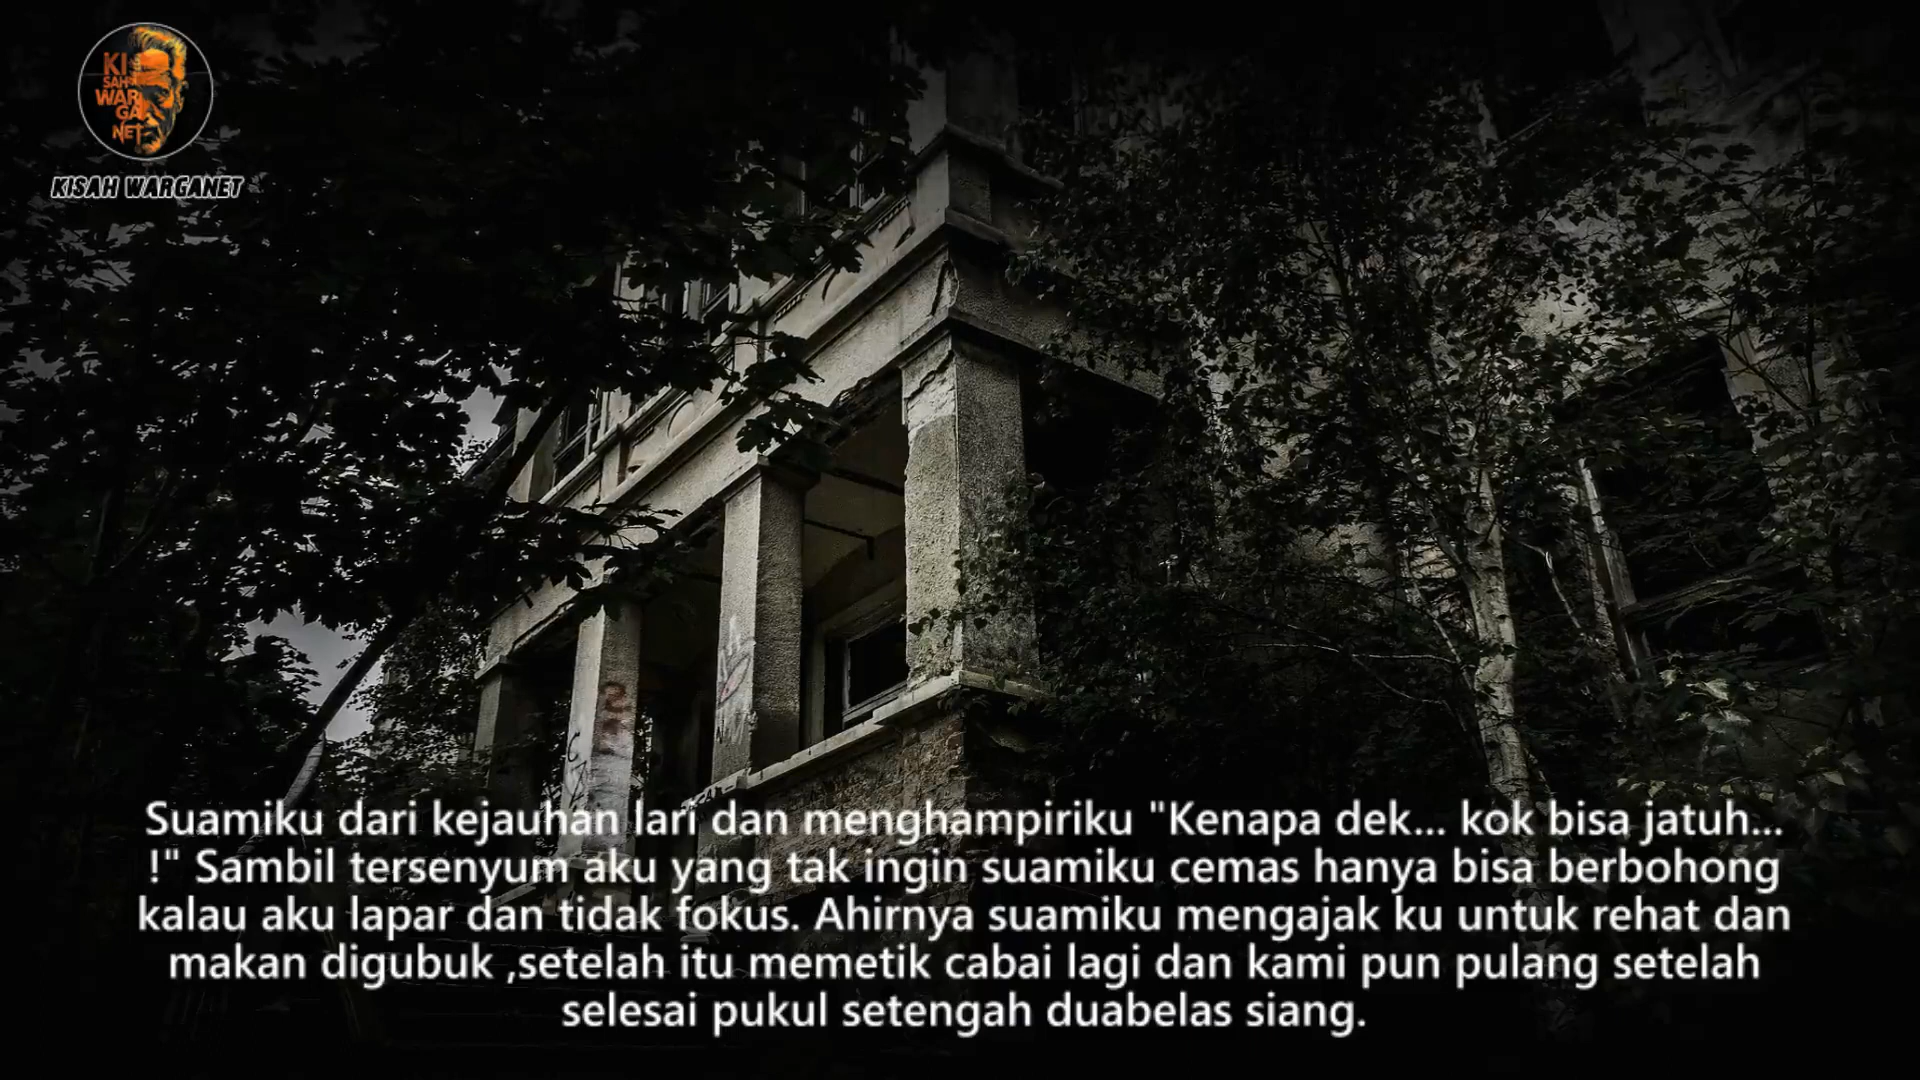 KI
SAH
WAR
GA
NET
KISAH WARGANET
Suamiku dari kejauhan lari dan menghampiriku "Kenapa dek... kok bisa jatuh...
!" Sambil tersenyum aku yang tak ingin suamiku cemas hanya bisa berbohong
kalau aku lapar dan tidak fokus. Ahirnya suamiku mengajak ku untuk rehat dan
makan digubuk ,setelah itu memetik cabai lagi dan kami pun pulang setelah
selesai pukul setengah duabelas siang.